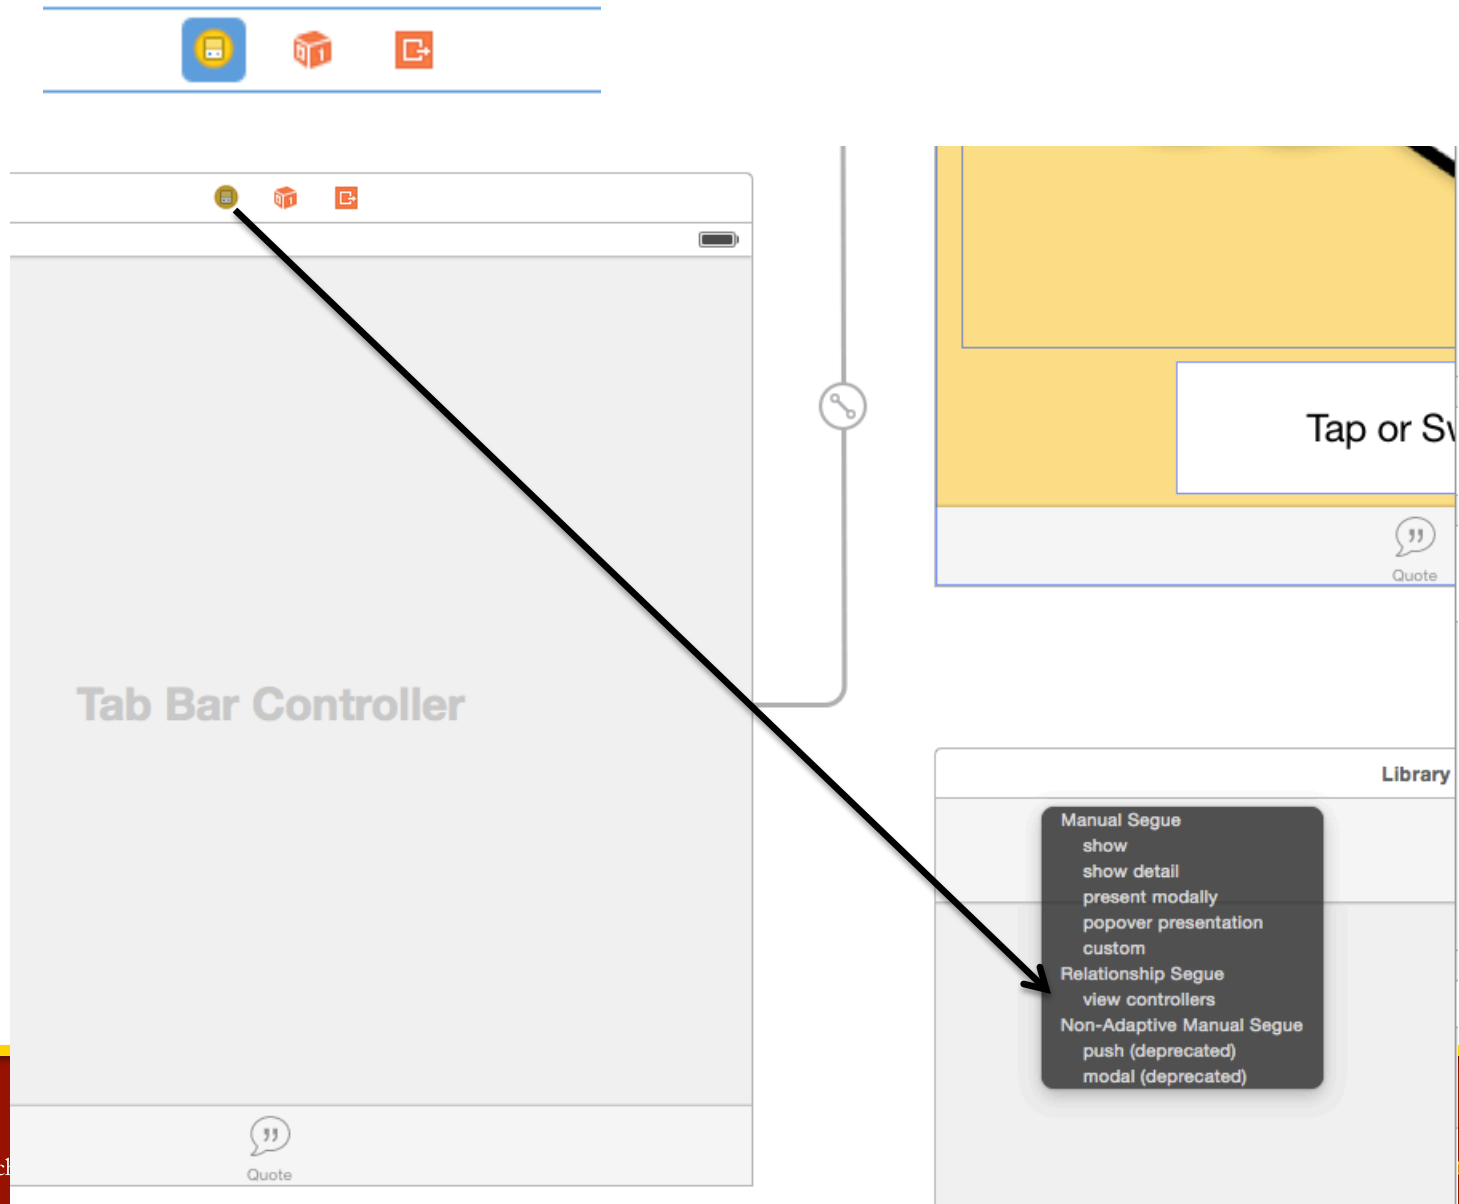 Tap or
Quote
Tab Bar Controller
Library
Manual Segue
show
show detail
present modally
popover presentation
custom
Relationship Segue
view controllers
Non-Adaptive Manual Segue
push (deprecated)
modal (deprecated)
Quote